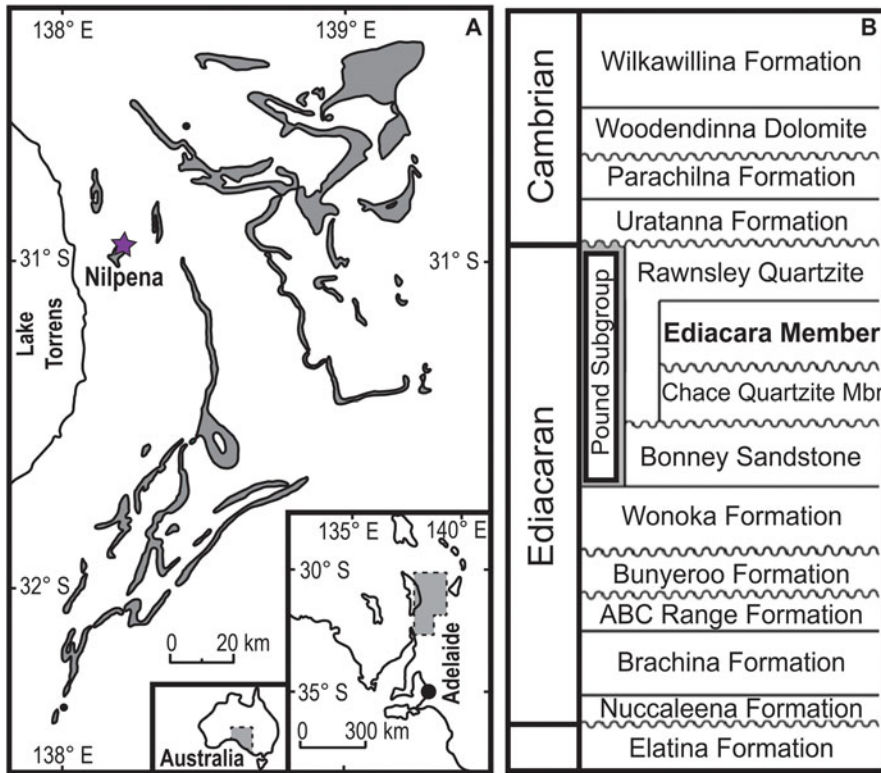 138° E
139° E
A
31° S
31° S
Nilpena
Lake
Torrens
32° S
0 20 km
138° E
Australia
135° E
140° E
30° S
35° S
Adelaide
0 300 km
B
Cambrian
Wilkawillina Formation
Woodendinna Dolomite
Parachilna Formation
Uratanna Formation
Ediacaran
Pound Subgroup
Rawnsley Quartzite
Ediacara Member
Chace Quartzite Mbr
Bonney Sandstone
Wonoka Formation
Bunyeroo Formation
ABC Range Formation
Brachina Formation
Nuccaleena Formation
Elatina Formation